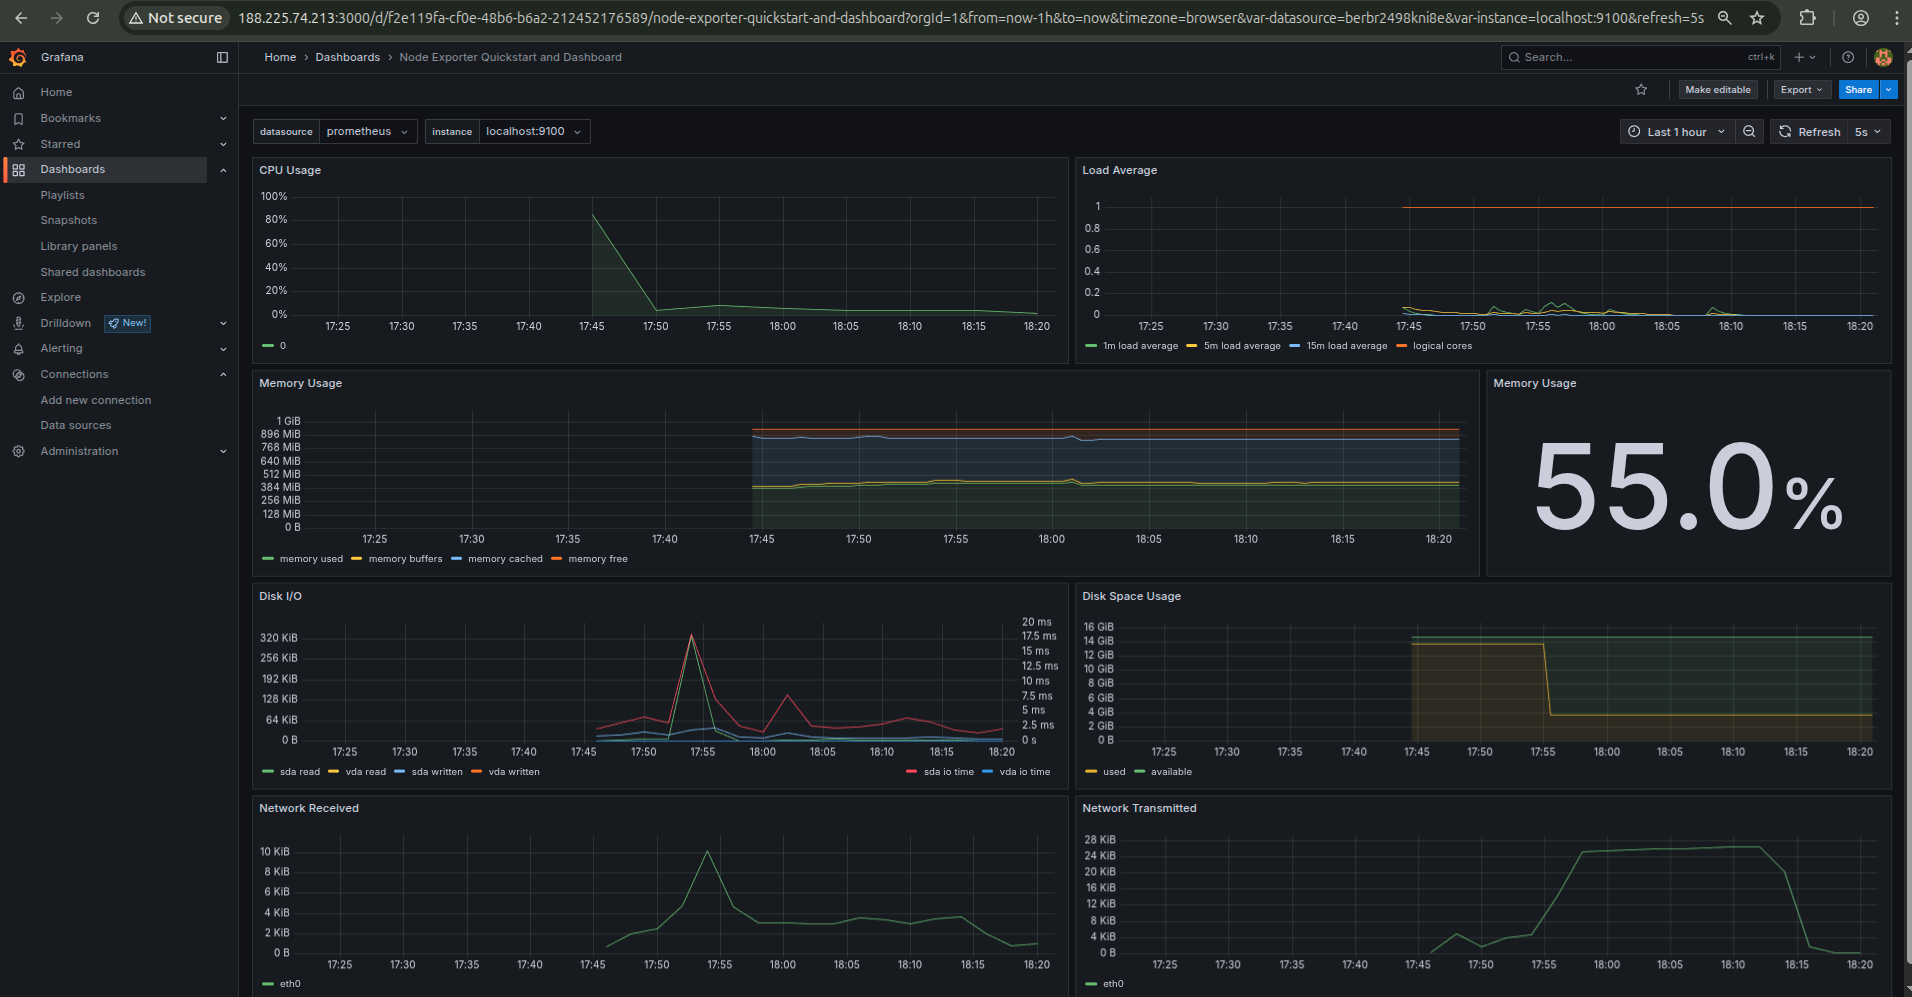 Not secure 188.225.74.213:3000/d/f2e119fa-cf0e-48b6-b6a2-212452176589/node-exporter-quickstart-and-dashboard?orgId=1&from=now-1h&to=now&timezone=browser&var-datasource=berbr2498kni8e&var-instance=localhost:9100&refresh=5s
Grafana
Home › Dashboards › Node Exporter Quickstart and Dashboard
Search... ctrl+k
Make editable Export Share
Home
Bookmarks
Starred
Dashboards
Playlists
Snapshots
Library panels
Shared dashboards
Explore
Drilldown New!
Alerting
Connections
Add new connection
Data sources
Administration
datasource prometheus instance localhost:9100
Last 1 hour Refresh 5s
CPU Usage
100%
80%
60%
40%
20%
0%
17:25 17:30 17:35 17:40 17:45 17:50 17:55 18:00 18:05 18:10 18:15 18:20
0
Load Average
1
0.8
0.6
0.4
0.2
0
17:25 17:30 17:35 17:40 17:45 17:50 17:55 18:00 18:05 18:10 18:15 18:20
1m load average 5m load average 15m load average logical cores
Memory Usage
1 GiB
896 MiB
768 MiB
640 MiB
512 MiB
384 MiB
256 MiB
128 MiB
0 B
17:25 17:30 17:35 17:40 17:45 17:50 17:55 18:00 18:05 18:10 18:15 18:20
memory used memory buffers memory cached memory free
Memory Usage
55.0%
Disk I/O
320 KiB
256 KiB
192 KiB
128 KiB
64 KiB
0 B
20 ms
17.5 ms
15 ms
12.5 ms
10 ms
7.5 ms
5 ms
2.5 ms
0 s
17:25 17:30 17:35 17:40 17:45 17:50 17:55 18:00 18:05 18:10 18:15 18:20
sda read vda read sda written vda written sda io time vda io time
Disk Space Usage
16 GiB
14 GiB
12 GiB
10 GiB
8 GiB
6 GiB
4 GiB
2 GiB
0 B
17:25 17:30 17:35 17:40 17:45 17:50 17:55 18:00 18:05 18:10 18:15 18:20
used available
Network Received
10 KiB
8 KiB
6 KiB
4 KiB
2 KiB
0 B
17:25 17:30 17:35 17:40 17:45 17:50 17:55 18:00 18:05 18:10 18:15 18:20
eth0
Network Transmitted
28 KiB
24 KiB
20 KiB
16 KiB
12 KiB
8 KiB
4 KiB
0 B
17:25 17:30 17:35 17:40 17:45 17:50 17:55 18:00 18:05 18:10 18:15 18:20
eth0